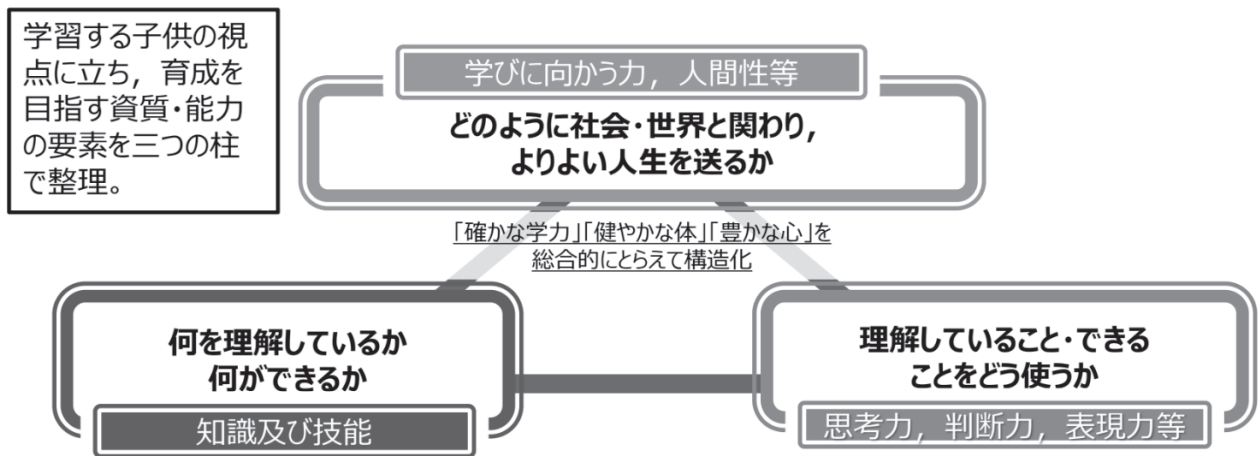 学習する子供の視
点に立ち，育成を
目指す資質・能力
の要素を三つの柱
で整理。
学びに向かう力，人間性等
どのように社会・世界と関わり，
よりよい人生を送るか
「確かな学力」「健やかな体」「豊かな心」を
総合的にとらえて構造化
何を理解しているか
何ができるか
知識及び技能
理解していること・できる
ことをどう使うか
思考力，判断力，表現力等